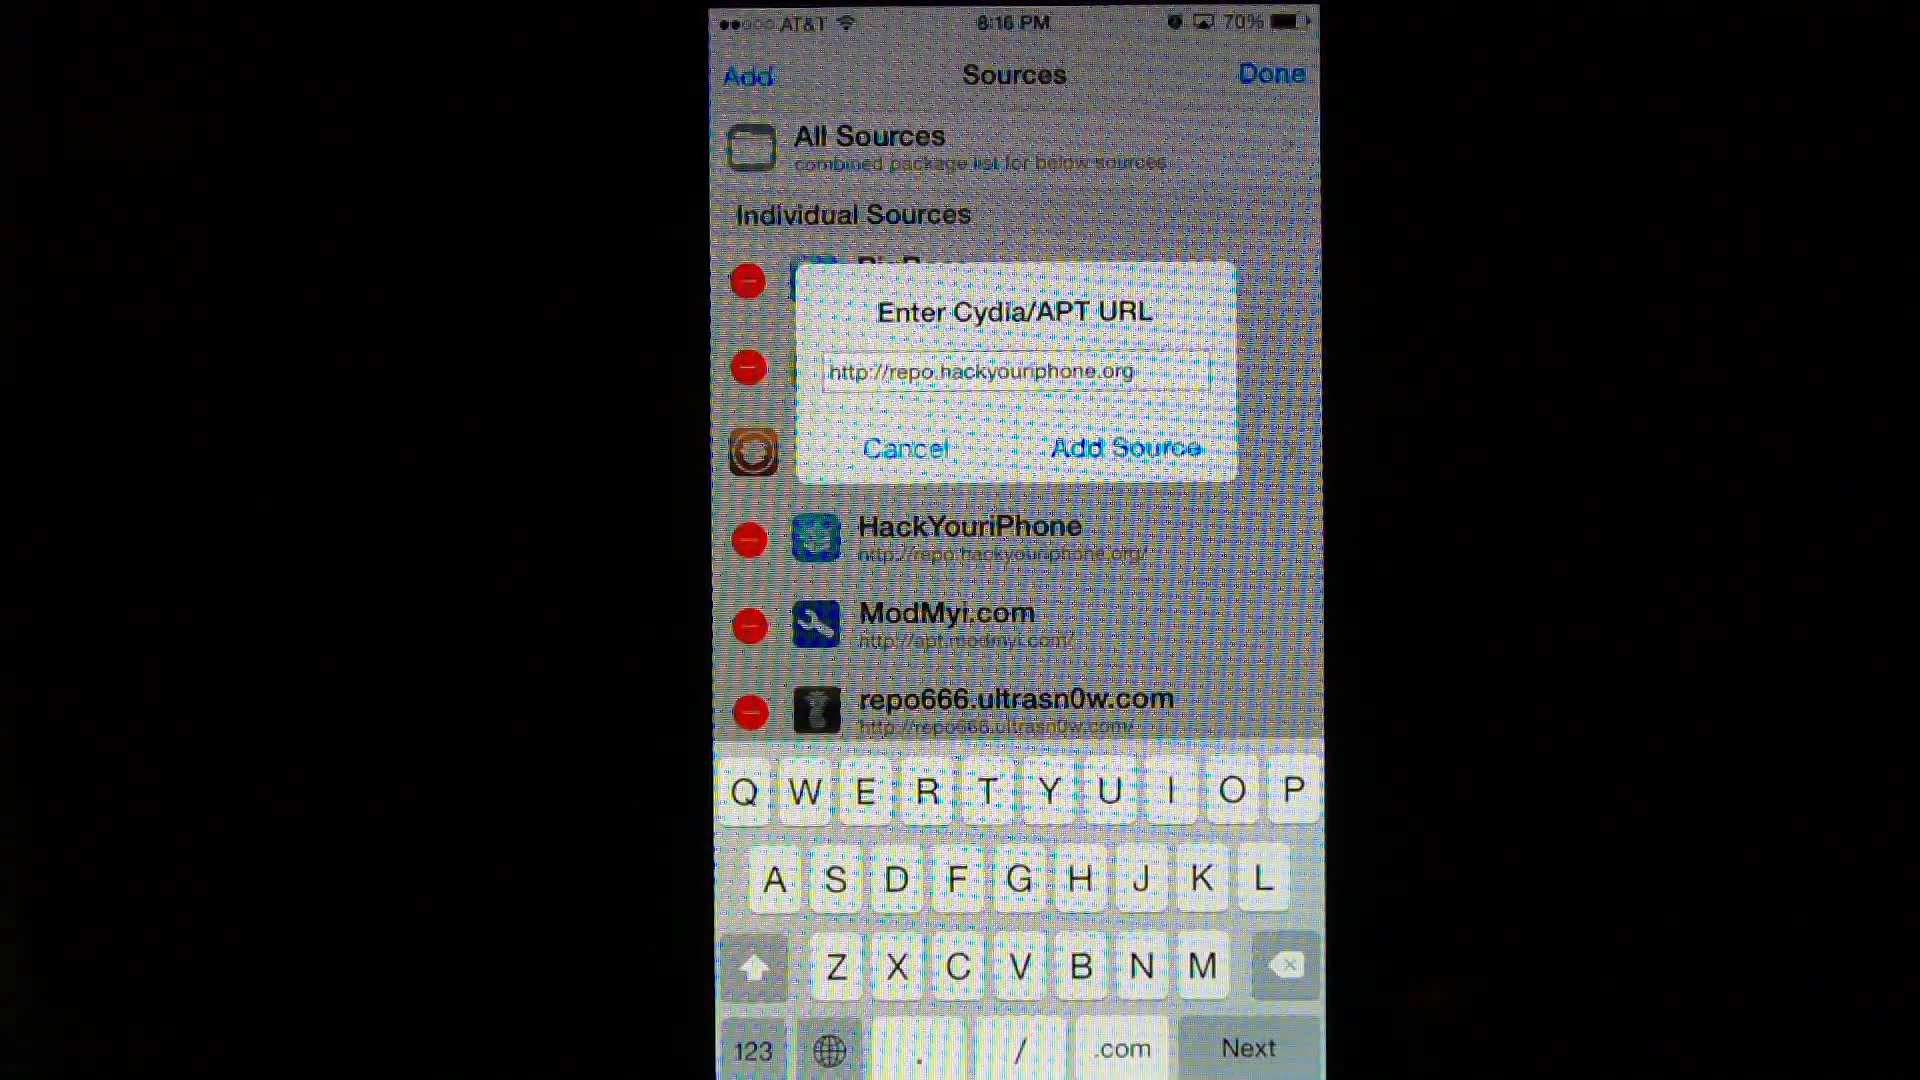 AT&T 8:16 PM 70%
Add Sources Done
All Sources
combined package list for below sources
Individual Sources
Enter Cydia/APT URL
http://repo.hackyouriphone.org
Cancel Add Source
HackYouriPhone
http://repo.hackyouriphone.org/
ModMyi.com
http://apt.modmyi.com/
repo666.ultrasn0w.com
http://repo666.ultrasn0w.com/
Q W E R T Y U I O P
A S D F G H J K L
Z X C V B N M
123 . / .com Next